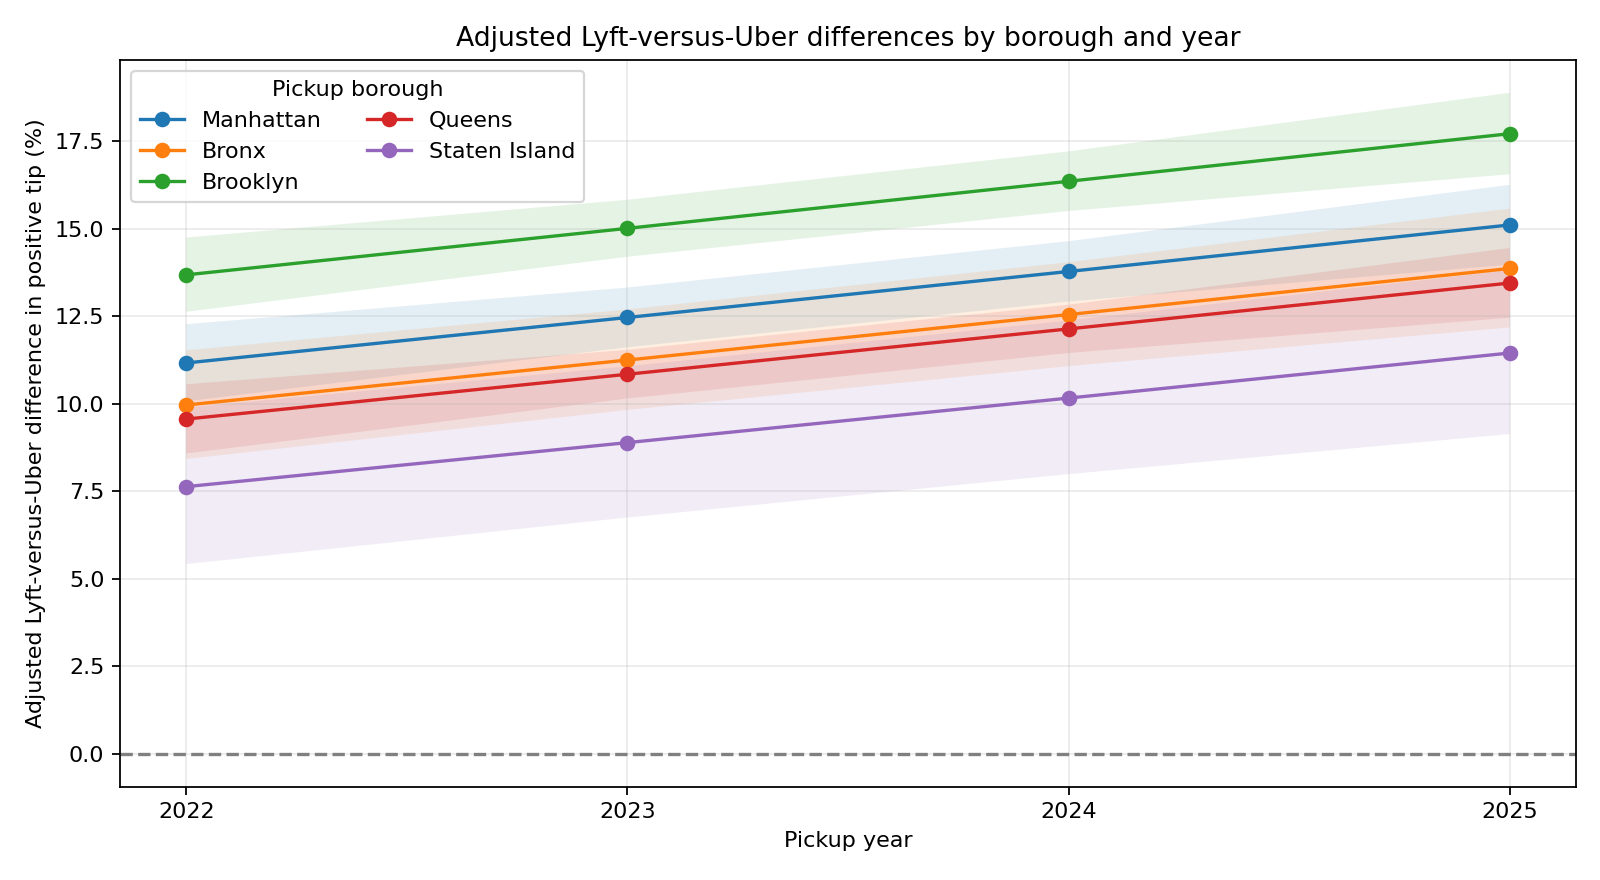 Adjusted Lyft-versus-Uber differences by borough and year
Adjusted Lyft-versus-Uber difference in positive tip (%)
Pickup borough
Manhattan
Bronx
Brooklyn
Queens
Staten Island
17.5
15.0
12.5
10.0
7.5
5.0
2.5
0.0
2022
2023
2024
2025
Pickup year